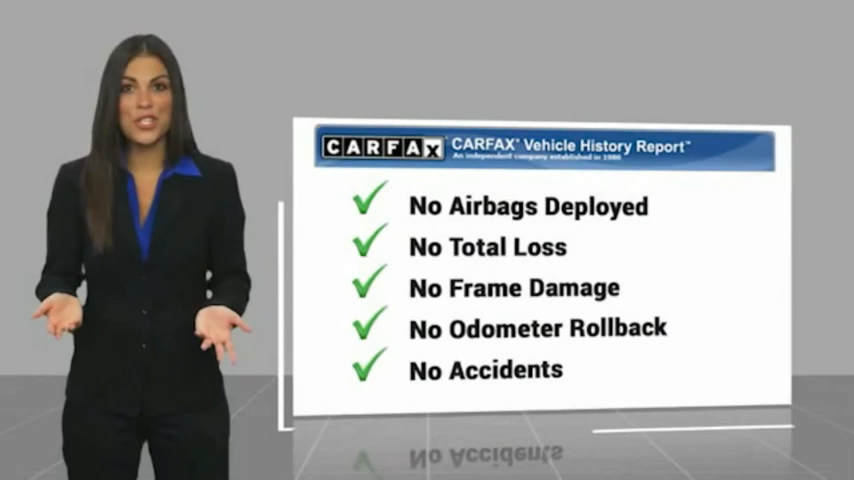 CARFAX CARFAX™ Vehicle History Report™
An independent company established in 1986
No Airbags Deployed
No Total Loss
No Frame Damage
No Odometer Rollback
No Accidents
No Accidents